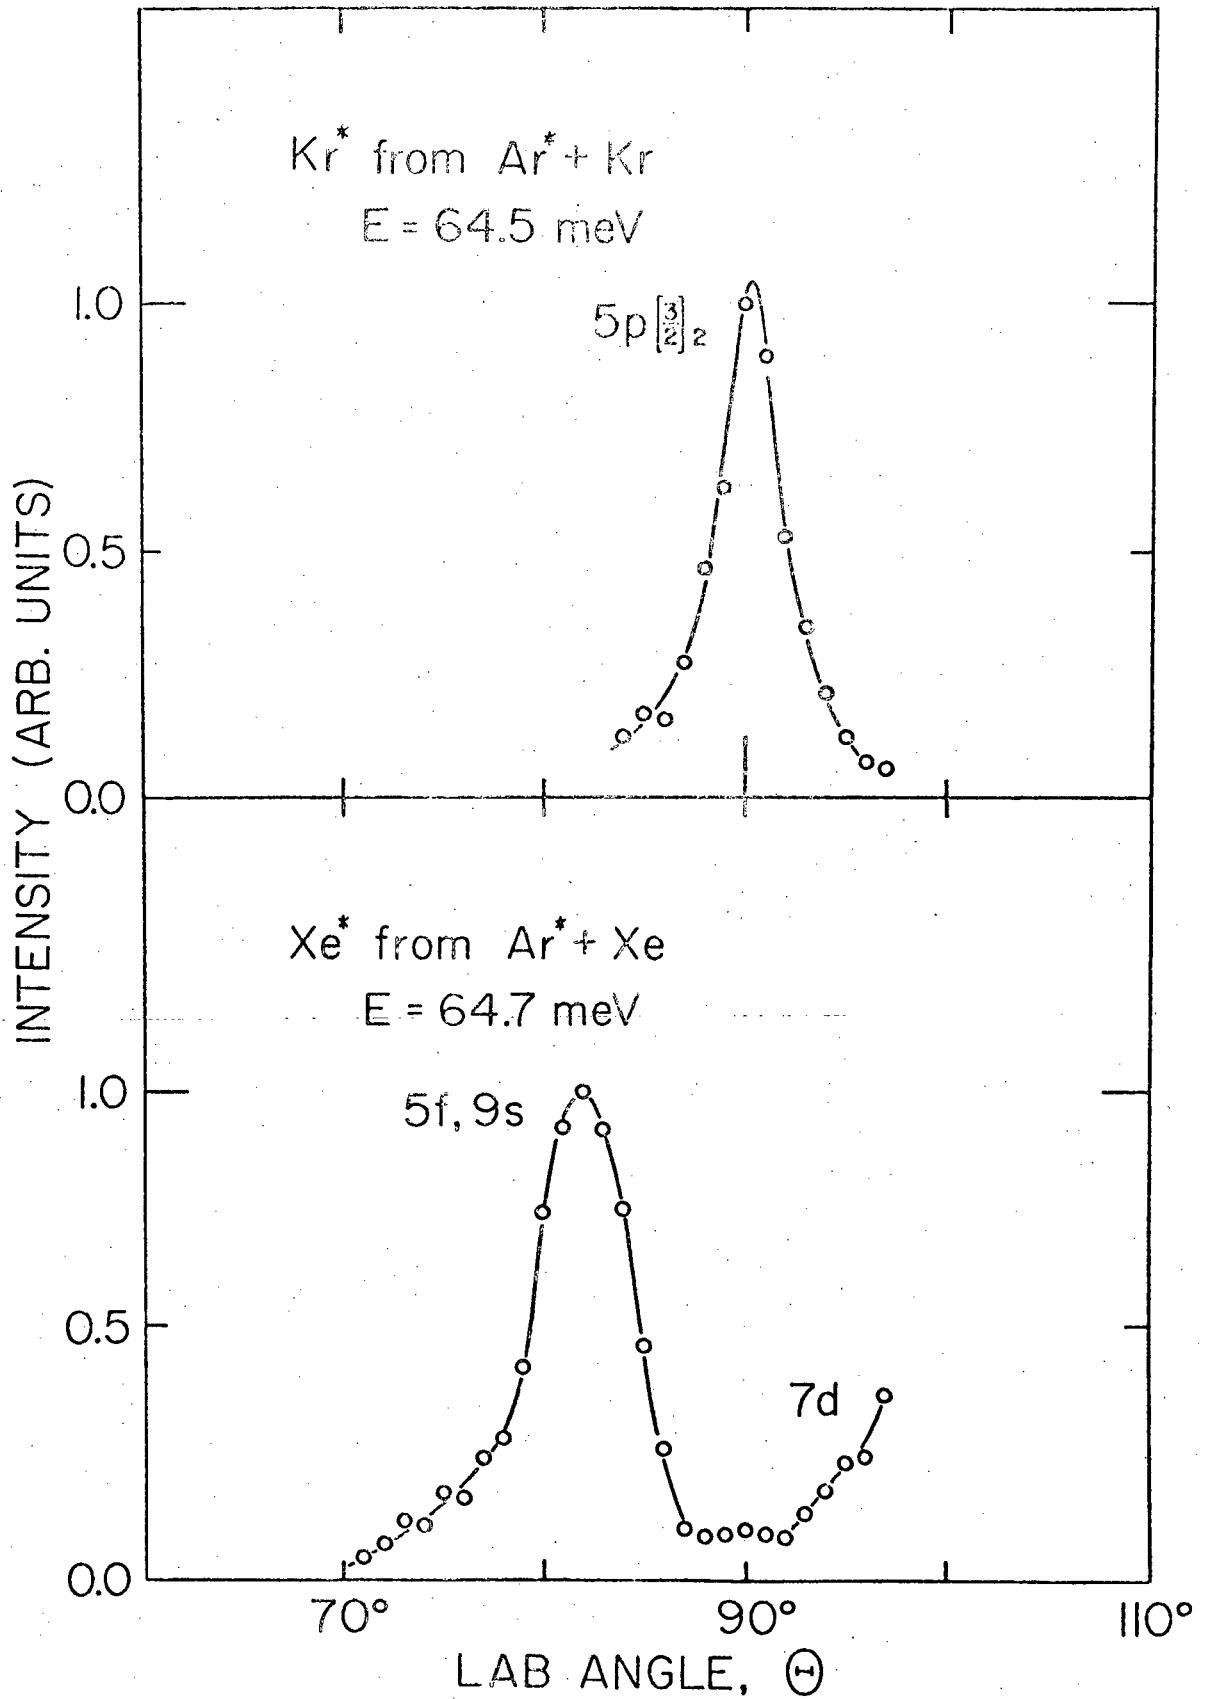 Kr* from Ar* + Kr
E = 64.5 meV
1.0
5p[3/2]₂
0.5
0.0
INTENSITY (ARB. UNITS)
Xe* from Ar* + Xe
E = 64.7 meV
1.0
5f, 9s
0.5
7d
0.0
70° 90° 110°
LAB ANGLE, Θ